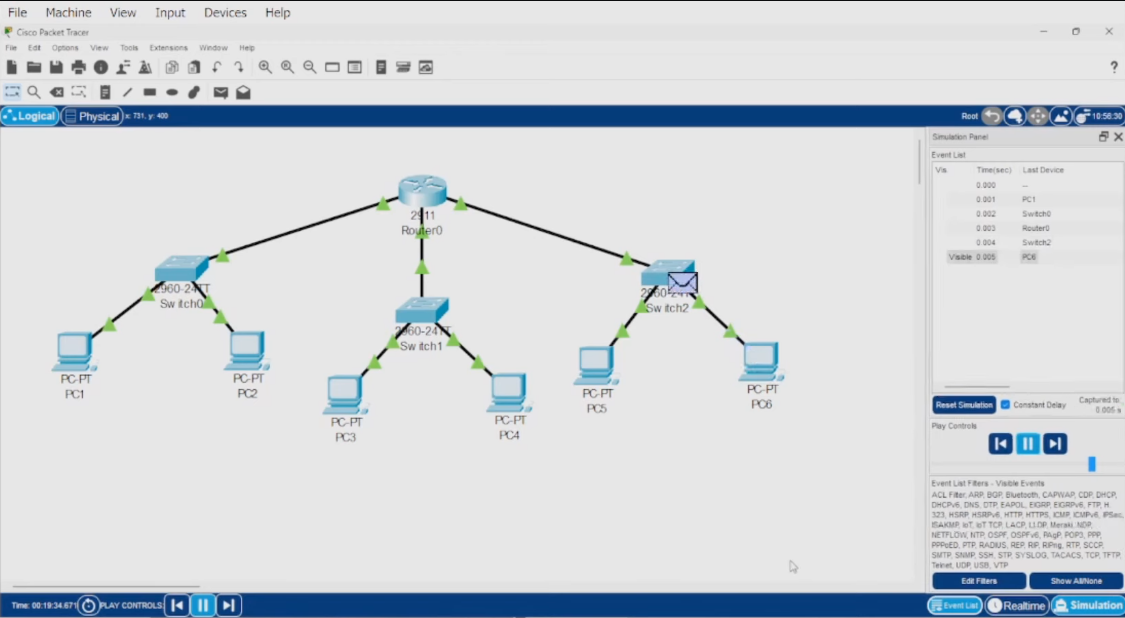 File Machine View Input Devices Help
Cisco Packet Tracer
File Edit Options View Tools Extensions Window Help
?
Logical Physical x: 731, y: 400 Root 10:56:30
Simulation Panel
Event List
Vis. Time(sec) Last Device
0.000 --
0.001 PC1
0.002 Switch0
0.003 Router0
0.004 Switch2
Visible 0.005 PC6
2911
Router0
2960-24TT
Switch0
2960-24TT
Switch1
2960-24TT
Switch2
PC-PT
PC1
PC-PT
PC2
PC-PT
PC3
PC-PT
PC4
PC-PT
PC5
PC-PT
PC6
Reset Simulation Constant Delay Captured to
0.005 s
Play Controls
Event List Filters - Visible Events
ACL Filter, ARP, BGP, Bluetooth, CAPWAP, CDP, DHCP,
DHCPv6, DNS, DTP, EAPOL, EIGRP, EIGRPv6, FTP, H.
323, HSRP, HSRPv6, HTTP, HTTPS, ICMP, ICMPv6, IPSec,
ISAKMP, IoT, IoT TCP, LACP, LLDP, Meraki, NDP,
NETFLOW, NTP, OSPF, OSPFv6, PAgP, POP3, PPP,
PPPoED, PTP, RADIUS, REP, RIP, RIPng, RTP, SCCP,
SMTP, SNMP, SSH, STP, SYSLOG, TACACS, TCP, TFTP,
Telnet, UDP, USB, VTP
Edit Filters Show All/None
Time: 00:19:34.671 PLAY CONTROLS: Event List Realtime Simulation